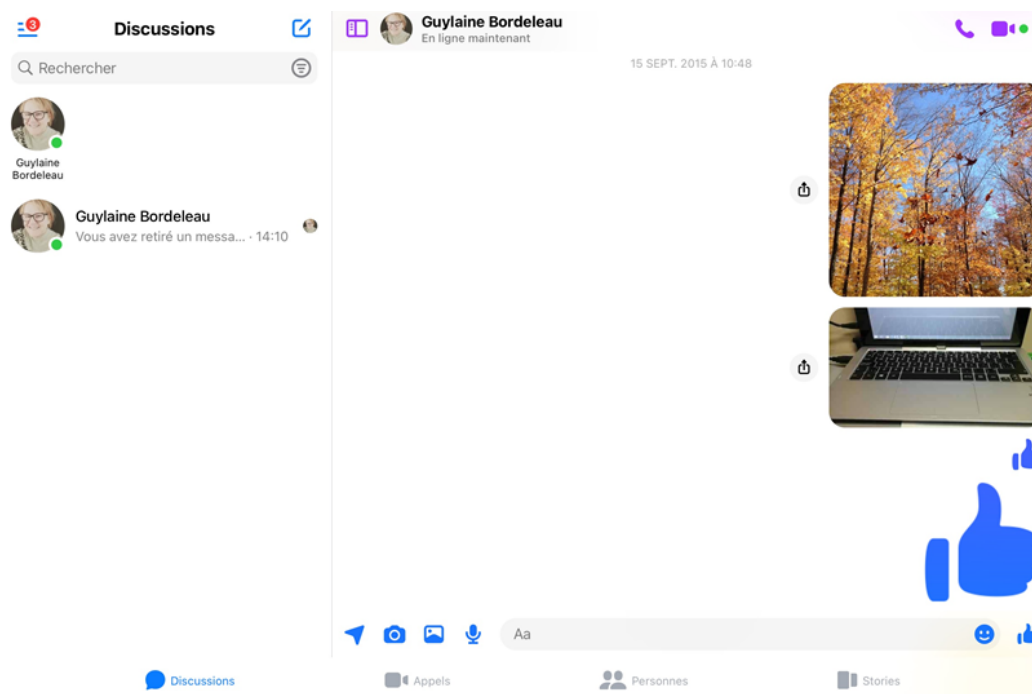 3
Discussions
Rechercher
Guylaine
Bordeleau
Guylaine Bordeleau
Vous avez retiré un messa... · 14:10
Guylaine Bordeleau
En ligne maintenant
15 SEPT. 2015 À 10:48
Aa
Discussions
Appels
Personnes
Stories